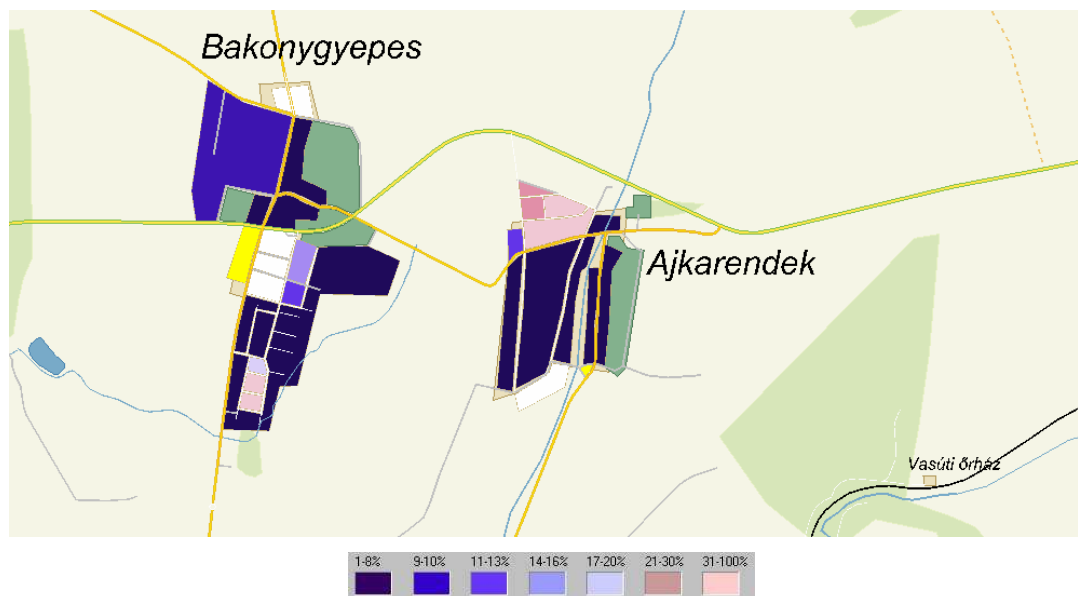 Bakonygyepes
Ajkarendek
Vasúti őrház
1-8% 9-10% 11-13% 14-16% 17-20% 21-30% 31-100%